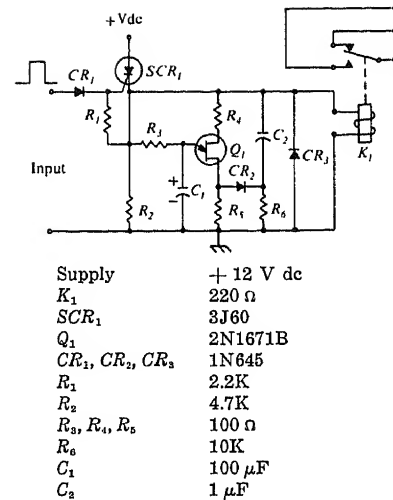 +Vdc
SCR₁
CR₁
R₁
R₃
R₄
C₂
Q₁
CR₃
K₁
Input
CR₂
+
−
C₁
R₂
R₅
R₆
Supply + 12 V dc
K₁ 220 Ω
SCR₁ 3J60
Q₁ 2N1671B
CR₁, CR₂, CR₃ 1N645
R₁ 2.2K
R₂ 4.7K
R₃, R₄, R₅ 100 Ω
R₆ 10K
C₁ 100 μF
C₂ 1 μF